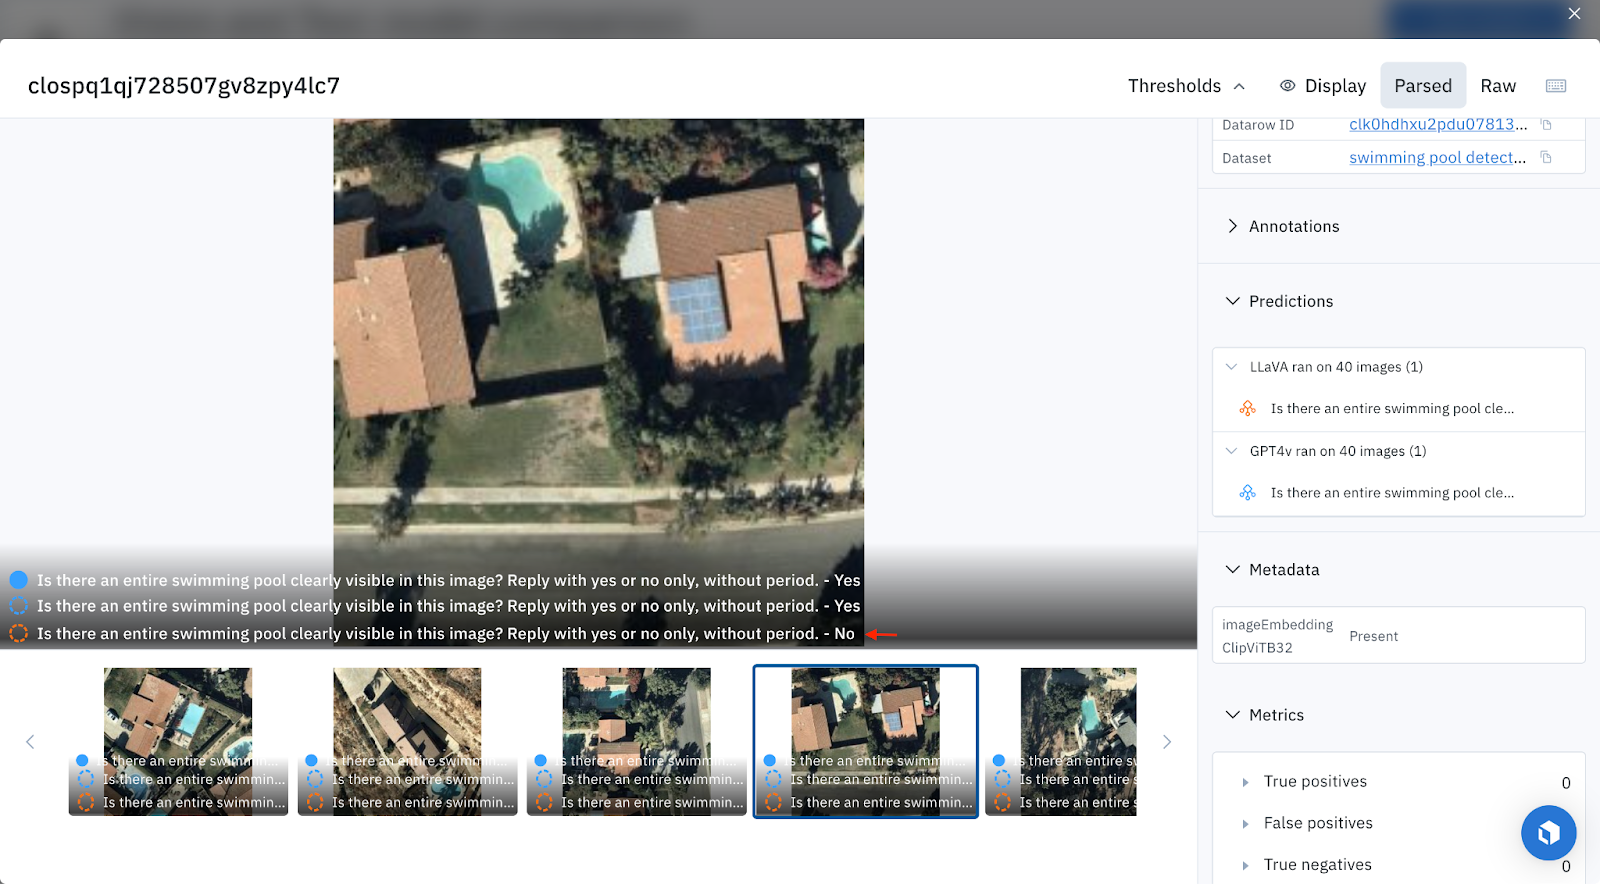 clospq1qj728507gv8zpy4lc7
Thresholds
Display
Parsed
Raw
Datarow ID clk0hdhxu2pdu07813...
Dataset swimming pool detect...
Annotations
Predictions
LLaVA ran on 40 images (1)
Is there an entire swimming pool cle...
GPT4v ran on 40 images (1)
Is there an entire swimming pool cle...
Metadata
imageEmbedding
ClipViTB32
Present
Metrics
True positives 0
False positives
True negatives 0
Is there an entire swimming pool clearly visible in this image? Reply with yes or no only, without period. - Yes
Is there an entire swimming pool clearly visible in this image? Reply with yes or no only, without period. - Yes
Is there an entire swimming pool clearly visible in this image? Reply with yes or no only, without period. - No
Is there an entire swimmin...
Is there an entire swimmin...
Is there an entire swimmin...
Is there an entire swimmin...
Is there an entire swimmin...
Is there an entire swimmin...
Is there an entire swimmin...
Is there an entire swimmin...
Is there an entire swimmin...
Is there an entire swimmin...
Is there an entire swimmin...
Is there an entire swimmin...
Is there an entire sw
Is there an entire s
Is there an entire s